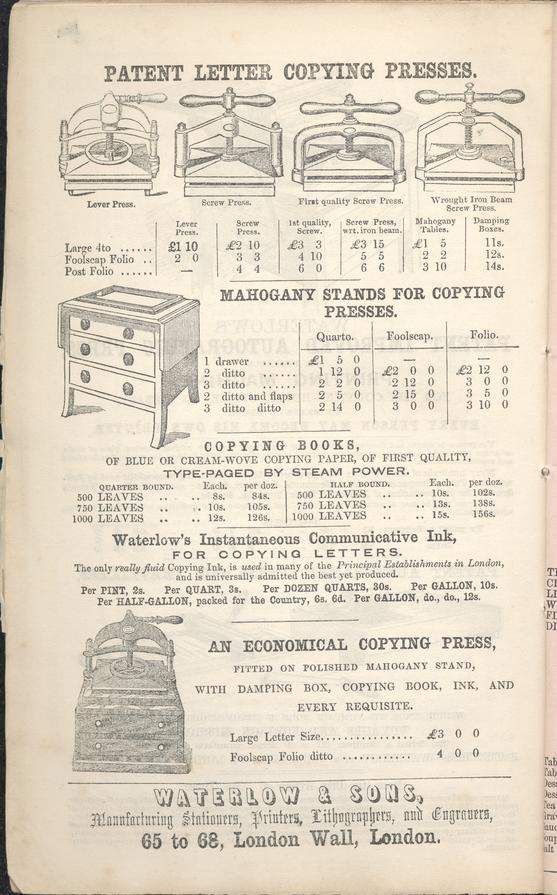 PATENT LETTER COPYING PRESSES.
Lever Press. Screw Press. First quality Screw Press. Wrought Iron Beam Screw Press.
Lever Press. Screw Press. 1st quality, Screw. Screw Press, wrt. iron beam. Mahogany Tables. Damping Boxes.
Large 4to ...... £1 10 £2 10 £3 3 £3 15 £1 5 11s.
Foolscap Folio .. 2 0 3 3 4 10 5 5 2 2 12s.
Post Folio ...... — 4 4 6 0 6 6 3 10 14s.
MAHOGANY STANDS FOR COPYING
PRESSES.
Quarto. Foolscap. Folio.
1 drawer ...... £1 5 0 — —
2 ditto ...... 1 12 0 £2 0 0 £2 12 0
3 ditto ...... 2 2 0 2 12 0 3 0 0
2 ditto and flaps 2 5 0 2 15 0 3 5 0
3 ditto ditto 2 14 0 3 0 0 3 10 0
COPYING BOOKS,
OF BLUE OR CREAM-WOVE COPYING PAPER, OF FIRST QUALITY,
TYPE-PAGED BY STEAM POWER.
QUARTER BOUND. Each. per doz. HALF BOUND. Each. per doz.
500 LEAVES .. .. 8s. 84s. 500 LEAVES .. .. 10s. 102s.
750 LEAVES .. .. 10s. 105s. 750 LEAVES .. .. 13s. 138s.
1000 LEAVES .. .. 12s. 126s. 1000 LEAVES .. .. 15s. 156s.
Waterlow's Instantaneous Communicative Ink,
FOR COPYING LETTERS.
The only really fluid Copying Ink, is used in many of the Principal Establishments in London,
and is universally admitted the best yet produced.
Per PINT, 2s. Per QUART, 3s. Per DOZEN QUARTS, 30s. Per GALLON, 10s.
Per HALF-GALLON, packed for the Country, 6s. 6d. Per GALLON, do., do., 12s.
AN ECONOMICAL COPYING PRESS,
FITTED ON POLISHED MAHOGANY STAND,
WITH DAMPING BOX, COPYING BOOK, INK, AND
EVERY REQUISITE.
Large Letter Size............... £3 0 0
Foolscap Folio ditto ............ 4 0 0
WATERLOW & SONS,
Manufacturing Stationers, Printers, Lithographers, and Engravers,
65 to 68, London Wall, London.